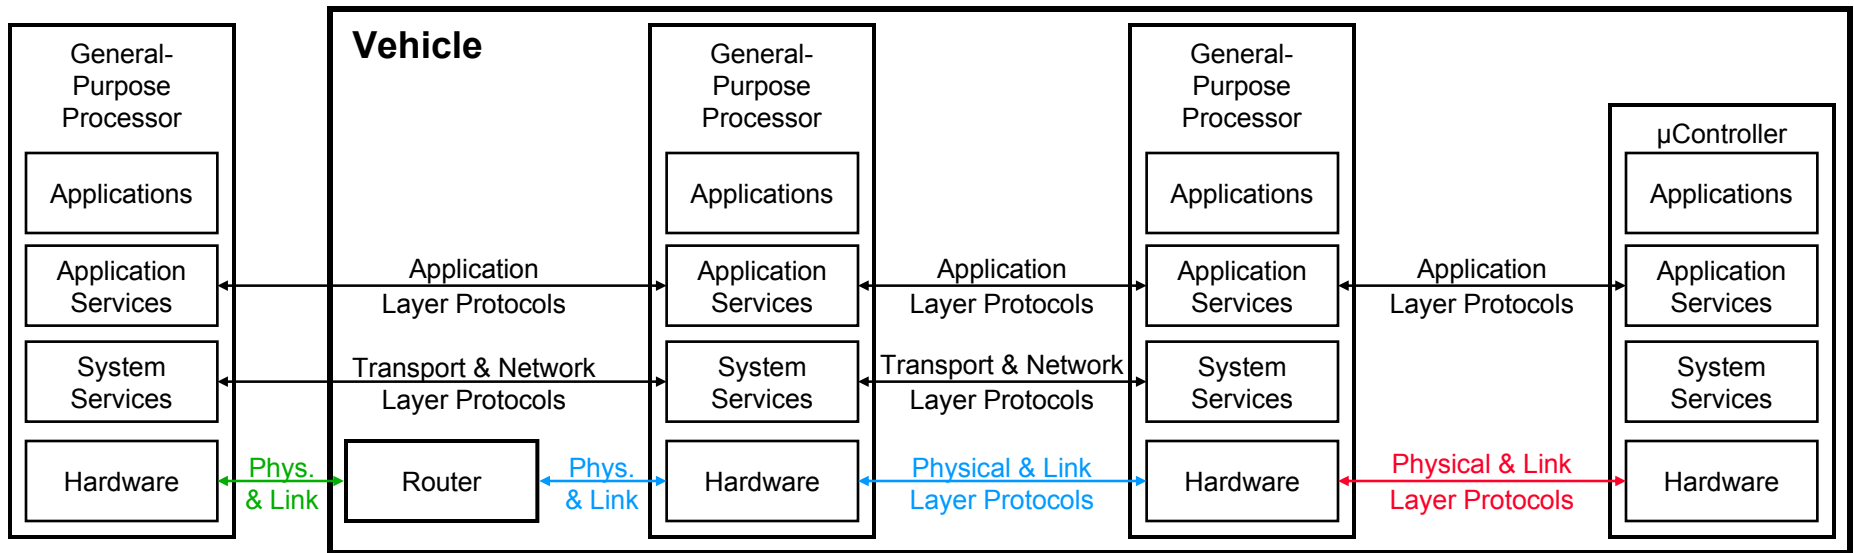 Vehicle
General-
Purpose
Processor
Applications
Application
Services
System
Services
Hardware
Application
Layer Protocols
Transport & Network
Layer Protocols
Phys.
& Link
Router
Phys.
& Link
General-
Purpose
Processor
Applications
Application
Services
System
Services
Hardware
Application
Layer Protocols
Transport & Network
Layer Protocols
Physical & Link
Layer Protocols
General-
Purpose
Processor
Applications
Application
Services
System
Services
Hardware
Application
Layer Protocols
Physical & Link
Layer Protocols
µController
Applications
Application
Services
System
Services
Hardware